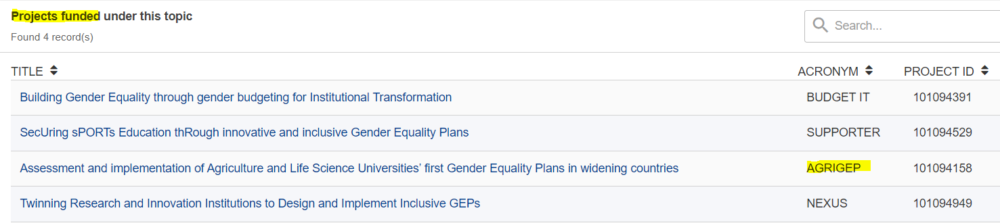 Projects funded under this topic
Found 4 record(s)
Search...
TITLE ACRONYM PROJECT ID
Building Gender Equality through gender budgeting for Institutional Transformation BUDGET IT 101094391
SecUring sPORTs Education thRough innovative and inclusive Gender Equality Plans SUPPORTER 101094529
Assessment and implementation of Agriculture and Life Science Universities’ first Gender Equality Plans in widening countries AGRIGEP 101094158
Twinning Research and Innovation Institutions to Design and Implement Inclusive GEPs NEXUS 101094949